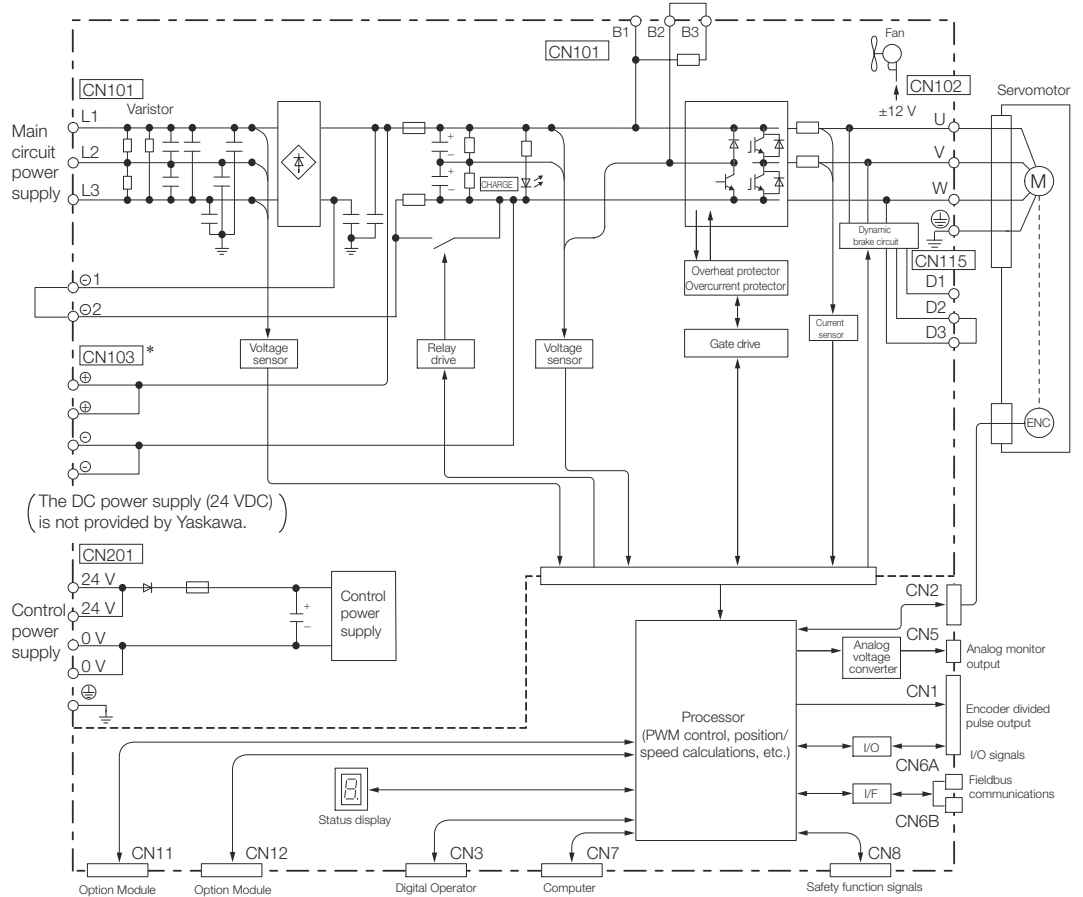 B1
B2
B3
CN101
Fan
±12 V
CN102
Servomotor
CN101
Varistor
Main
circuit
power
supply
L1
L2
L3
CHARGE
+
−
+
−
U
V
W
M
Dynamic
brake circuit
CN115
D1
D2
D3
⊖1
⊖2
Overheat protector
Overcurrent protector
Gate drive
Current
sensor
Voltage
sensor
Relay
drive
Voltage
sensor
CN103 *
⊕
⊕
⊖
⊖
ENC
(The DC power supply (24 VDC)
is not provided by Yaskawa.)
CN201
Control
power
supply
24 V
24 V
0 V
0 V
+
−
Control
power
supply
Processor
(PWM control, position/
speed calculations, etc.)
CN2
Analog
voltage
converter
CN5
Analog monitor
output
CN1
Encoder divided
pulse output
I/O
I/O signals
CN6A
I/F
Fieldbus
communications
CN6B
8.
Status display
CN11
Option Module
CN12
Option Module
CN3
Digital Operator
CN7
Computer
CN8
Safety function signals